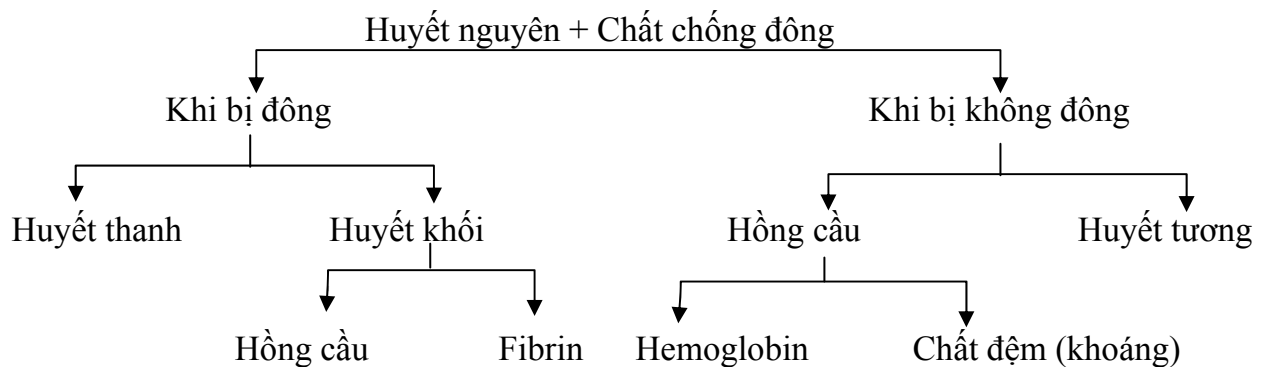 Huyết nguyên + Chất chống đông
Khi bị đông Khi bị không đông
Huyết thanh Huyết khối Hồng cầu Huyết tương
Hồng cầu Fibrin Hemoglobin Chất đệm (khoáng)